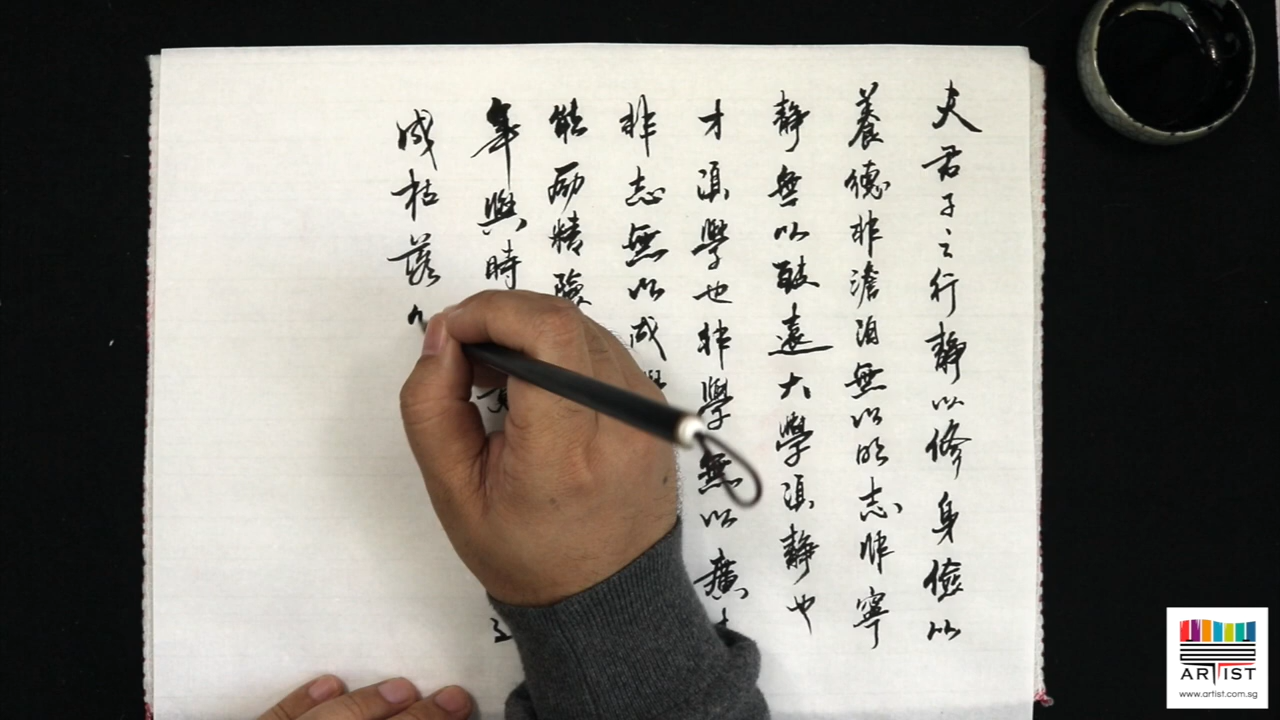 夫君子之行靜以修身儉以
養德非澹泊無以明志非寧
靜無以致遠夫學須靜也
才須學也非學無以廣
非志無以成學
能励精險
年與時
成枯落
ARTIST
www.artist.com.sg